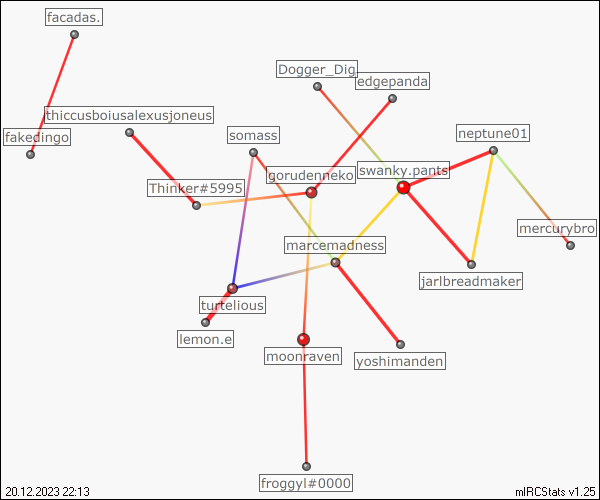 facadas.
Dogger_Dig
edgepanda
thiccusboiusalexusjoneus
somass
neptune01
fakedingo
gorudenneko
swanky.pants
Thinker#5995
mercurybro
marcemadness
jarlbreadmaker
turtelious
lemon.e
moonraven
yoshimanden
froggyl#0000
20.12.2023 22:13
mIRCStats v1.25